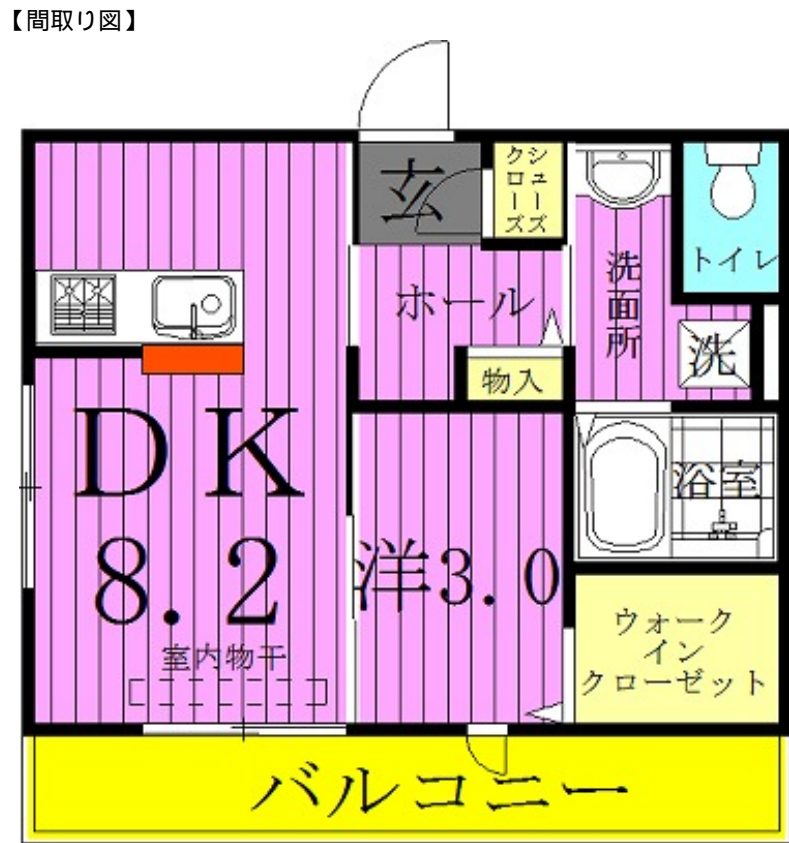 【間取り図】
玄
シューズ
クローズ
トイレ
洗面所
ホール
洗
物入
DK
8.2
洋3.0
浴室
室内物干
ウォーク
イン
クローゼット
バルコニー